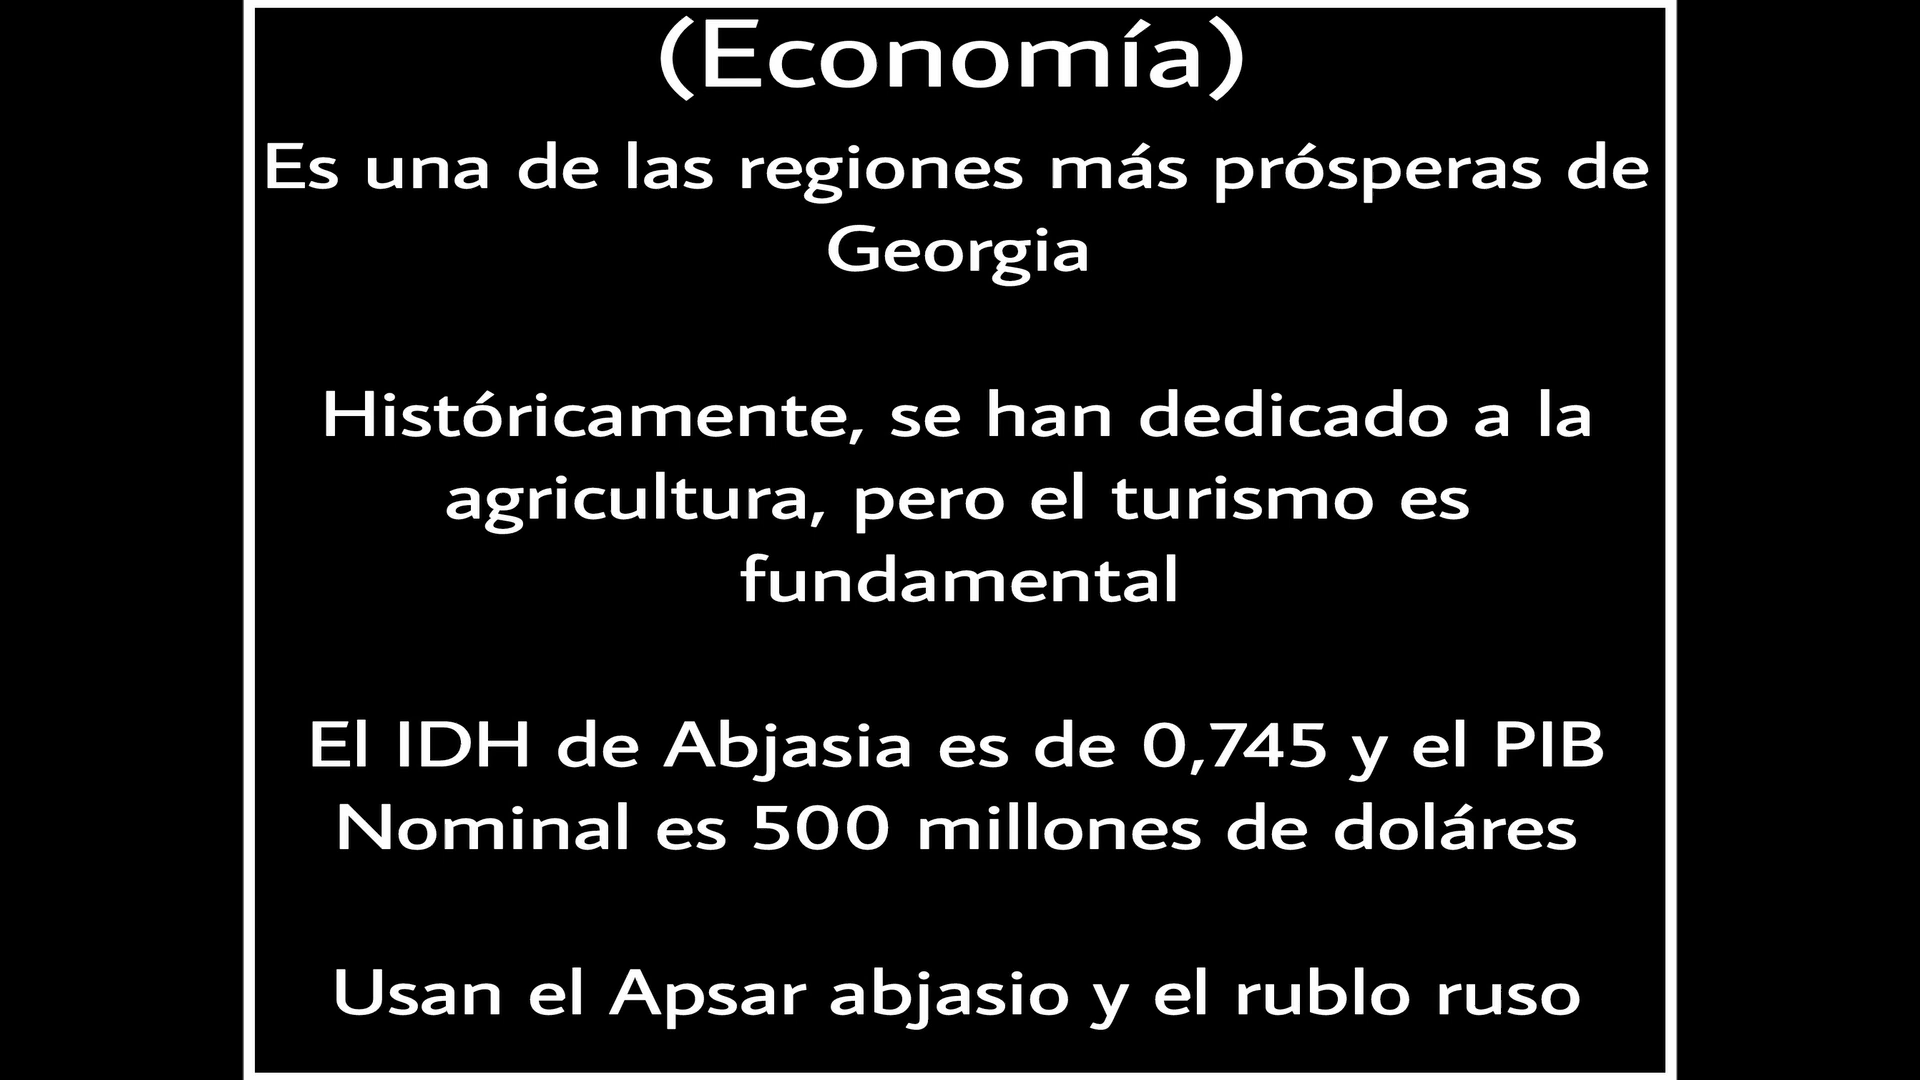 (Economía)
Es una de las regiones más prósperas de
Georgia
Históricamente, se han dedicado a la
agricultura, pero el turismo es
fundamental
El IDH de Abjasia es de 0,745 y el PIB
Nominal es 500 millones de doláres
Usan el Apsar abjasio y el rublo ruso